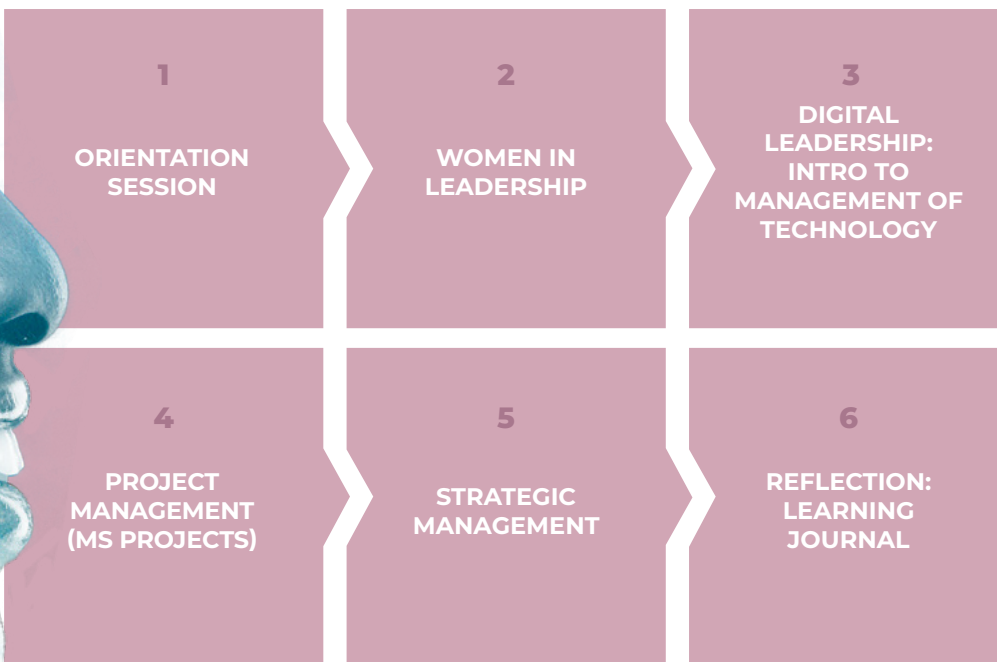 1
ORIENTATION
SESSION
2
WOMEN IN
LEADERSHIP
3
DIGITAL
LEADERSHIP:
INTRO TO
MANAGEMENT OF
TECHNOLOGY
4
PROJECT
MANAGEMENT
(MS PROJECTS)
5
STRATEGIC
MANAGEMENT
6
REFLECTION:
LEARNING
JOURNAL